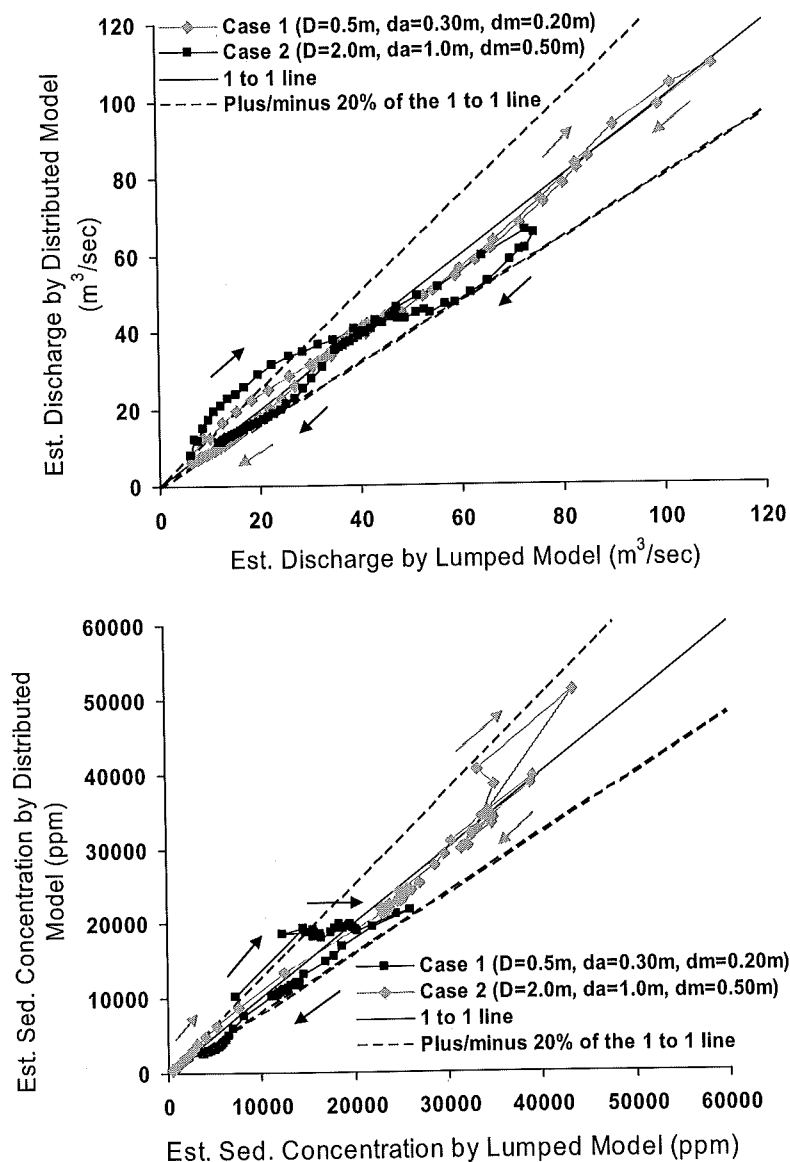 120
100
80
60
40
20
0
Est. Discharge by Distributed Model
(m³/sec)
Case 1 (D=0.5m, da=0.30m, dm=0.20m)
Case 2 (D=2.0m, da=1.0m, dm=0.50m)
1 to 1 line
Plus/minus 20% of the 1 to 1 line
0 20 40 60 80 100 120
Est. Discharge by Lumped Model (m³/sec)
60000
50000
40000
30000
20000
10000
0
Est. Sed. Concentration by Distributed
Model (ppm)
Case 1 (D=0.5m, da=0.30m, dm=0.20m)
Case 2 (D=2.0m, da=1.0m, dm=0.50m)
1 to 1 line
Plus/minus 20% of the 1 to 1 line
0 10000 20000 30000 40000 50000 60000
Est. Sed. Concentration by Lumped Model (ppm)